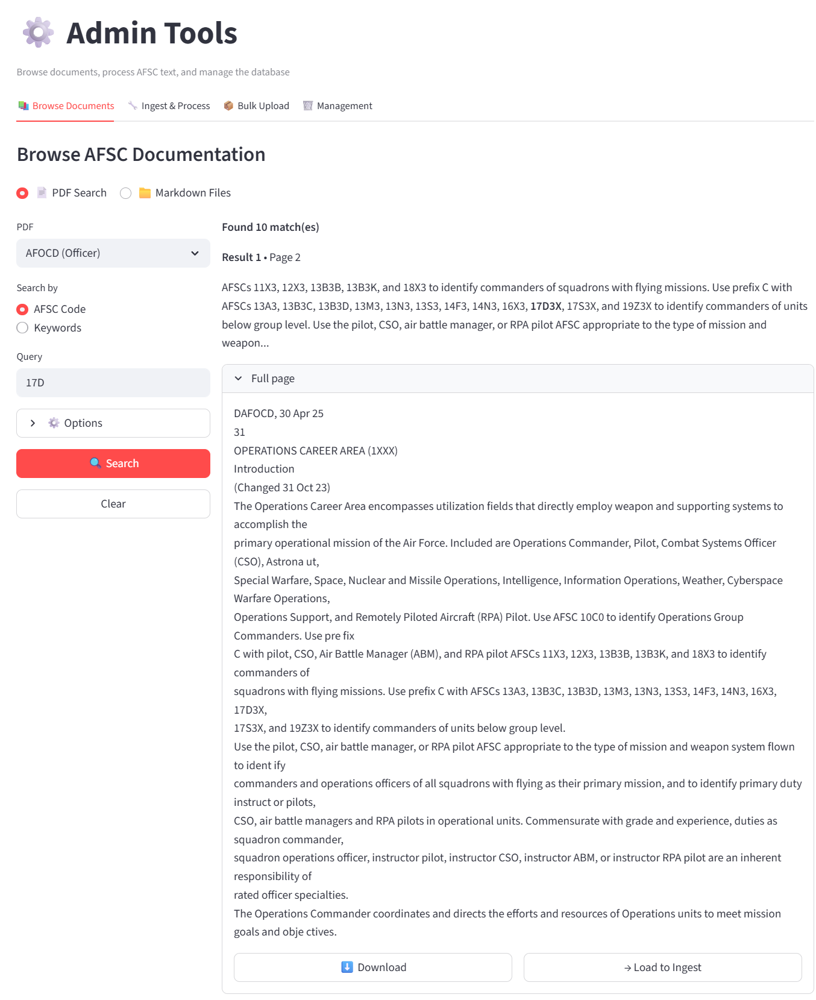 Admin Tools
Browse documents, process AFSC text, and manage the database
Browse Documents
Ingest & Process
Bulk Upload
Management
Browse AFSC Documentation
PDF Search
Markdown Files
PDF
AFOCD (Officer)
Search by
AFSC Code
Keywords
Query
17D
Options
Search
Clear
Found 10 match(es)
Result 1 • Page 2
AFSCs 11X3, 12X3, 13B3B, 13B3K, and 18X3 to identify commanders of squadrons with flying missions. Use prefix C with
AFSCs 13A3, 13B3C, 13B3D, 13M3, 13N3, 13S3, 14F3, 14N3, 16X3, 17D3X, 17S3X, and 19Z3X to identify commanders of units
below group level. Use the pilot, CSO, air battle manager, or RPA pilot AFSC appropriate to the type of mission and
weapon...
Full page
DAFOCD, 30 Apr 25
31
OPERATIONS CAREER AREA (1XXX)
Introduction
(Changed 31 Oct 23)
The Operations Career Area encompasses utilization fields that directly employ weapon and supporting systems to
accomplish the
primary operational mission of the Air Force. Included are Operations Commander, Pilot, Combat Systems Officer
(CSO), Astrona ut,
Special Warfare, Space, Nuclear and Missile Operations, Intelligence, Information Operations, Weather, Cyberspace
Warfare Operations,
Operations Support, and Remotely Piloted Aircraft (RPA) Pilot. Use AFSC 10C0 to identify Operations Group
Commanders. Use pre fix
C with pilot, CSO, Air Battle Manager (ABM), and RPA pilot AFSCs 11X3, 12X3, 13B3B, 13B3K, and 18X3 to identify
commanders of
squadrons with flying missions. Use prefix C with AFSCs 13A3, 13B3C, 13B3D, 13M3, 13N3, 13S3, 14F3, 14N3, 16X3,
17D3X,
17S3X, and 19Z3X to identify commanders of units below group level.
Use the pilot, CSO, air battle manager, or RPA pilot AFSC appropriate to the type of mission and weapon system flown
to ident ify
commanders and operations officers of all squadrons with flying as their primary mission, and to identify primary duty
instruct or pilots,
CSO, air battle managers and RPA pilots in operational units. Commensurate with grade and experience, duties as
squadron commander,
squadron operations officer, instructor pilot, instructor CSO, instructor ABM, or instructor RPA pilot are an inherent
responsibility of
rated officer specialties.
The Operations Commander coordinates and directs the efforts and resources of Operations units to meet mission
goals and obje ctives.
Download
→ Load to Ingest